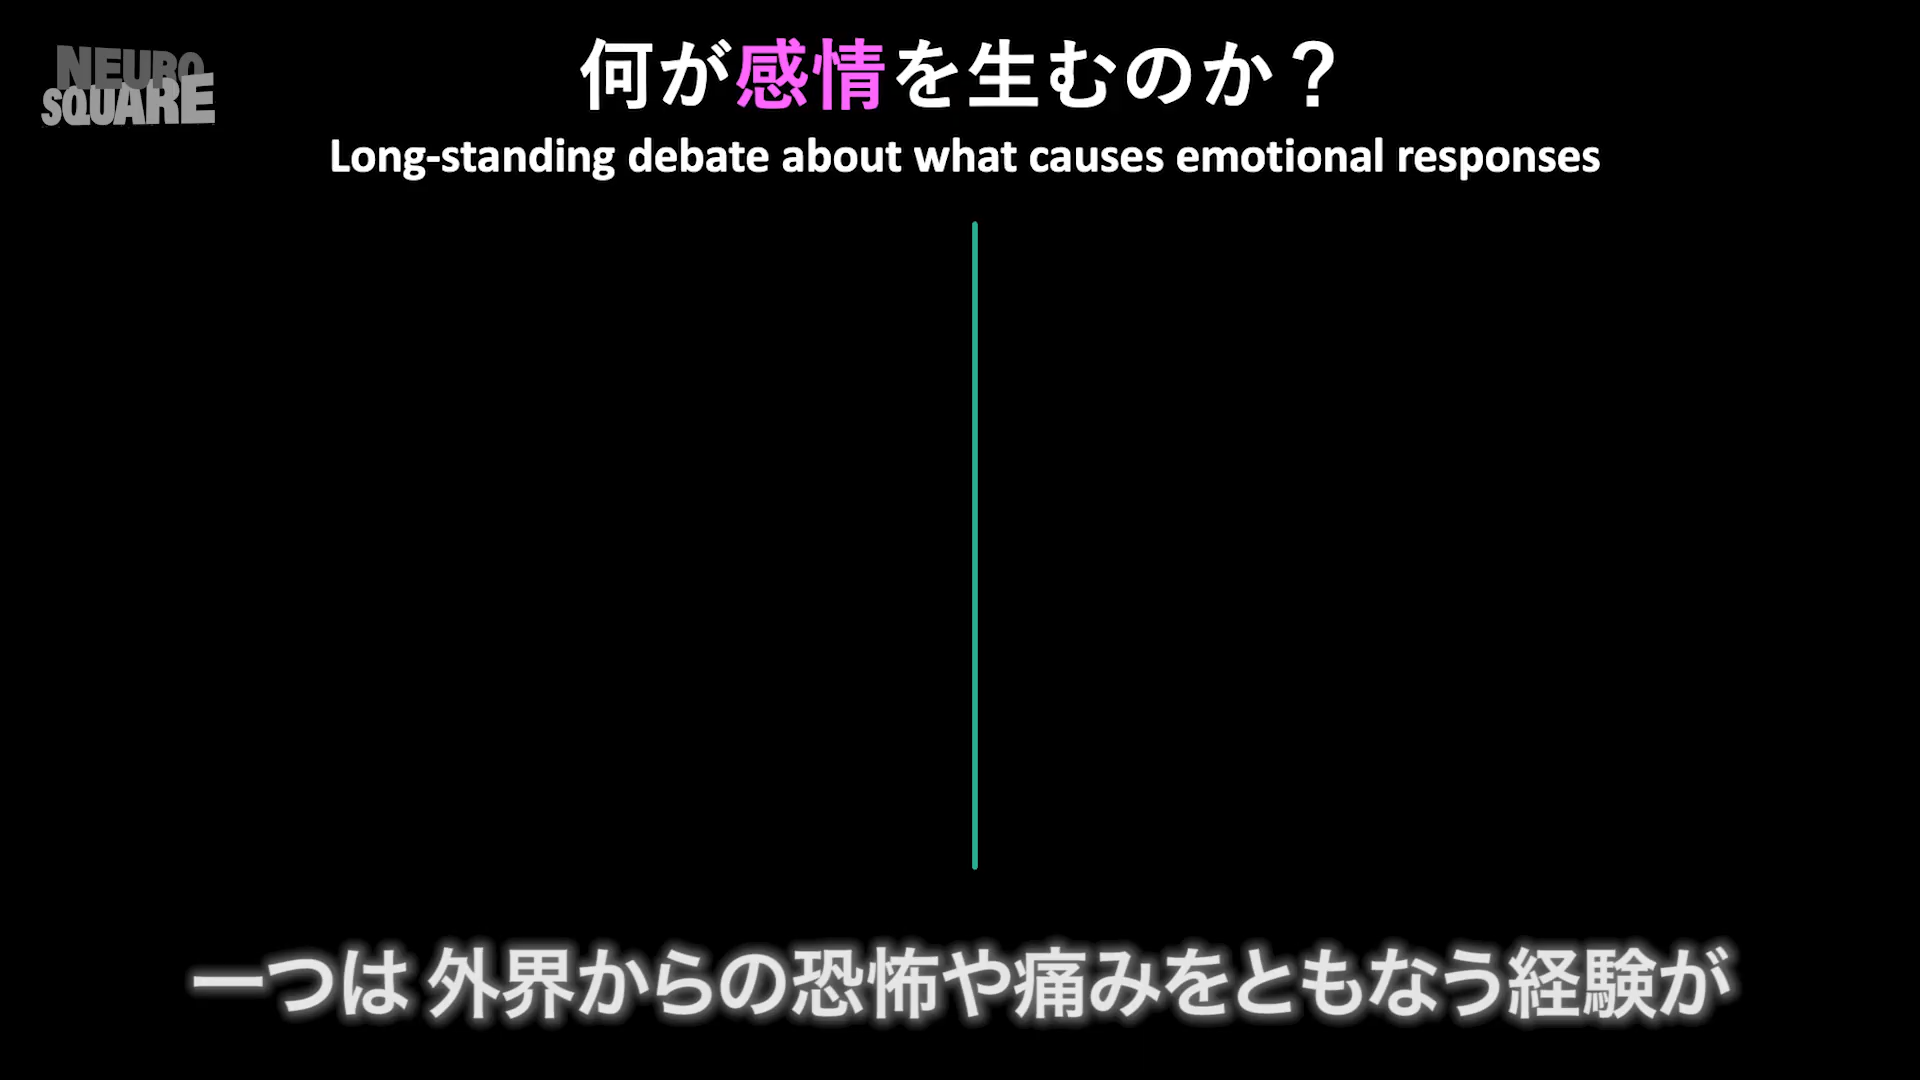 NEURO
SQUARE
何が感情を生むのか？
Long-standing debate about what causes emotional responses
一つは 外界からの恐怖や痛みをともなう経験が